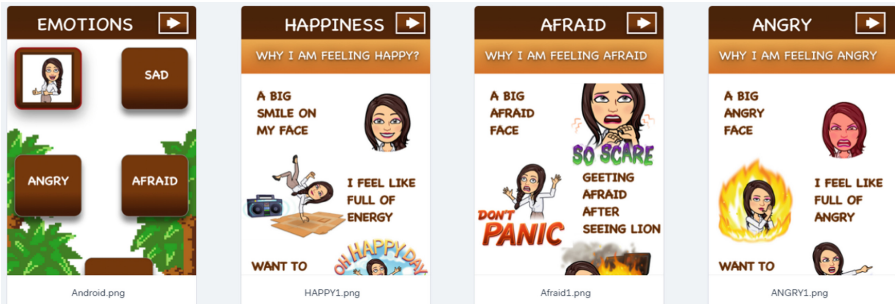 EMOTIONS
SAD
ANGRY
AFRAID
Android.png
HAPPINESS
WHY I AM FEELING HAPPY?
A BIG
SMILE ON
MY FACE
I FEEL LIKE
FULL OF
ENERGY
OH HAPPY DAY
WANT TO
HAPPY1.png
AFRAID
WHY I AM FEELING AFRAID
A BIG
AFRAID
FACE
SO SCARE
GEETING
AFRAID
AFTER
SEEING LION
DON'T
PANIC
Afraid1.png
ANGRY
WHY I AM FEELING ANGRY
A BIG
ANGRY
FACE
I FEEL LIKE
FULL OF
ANGRY
WANT TO
ANGRY1.png